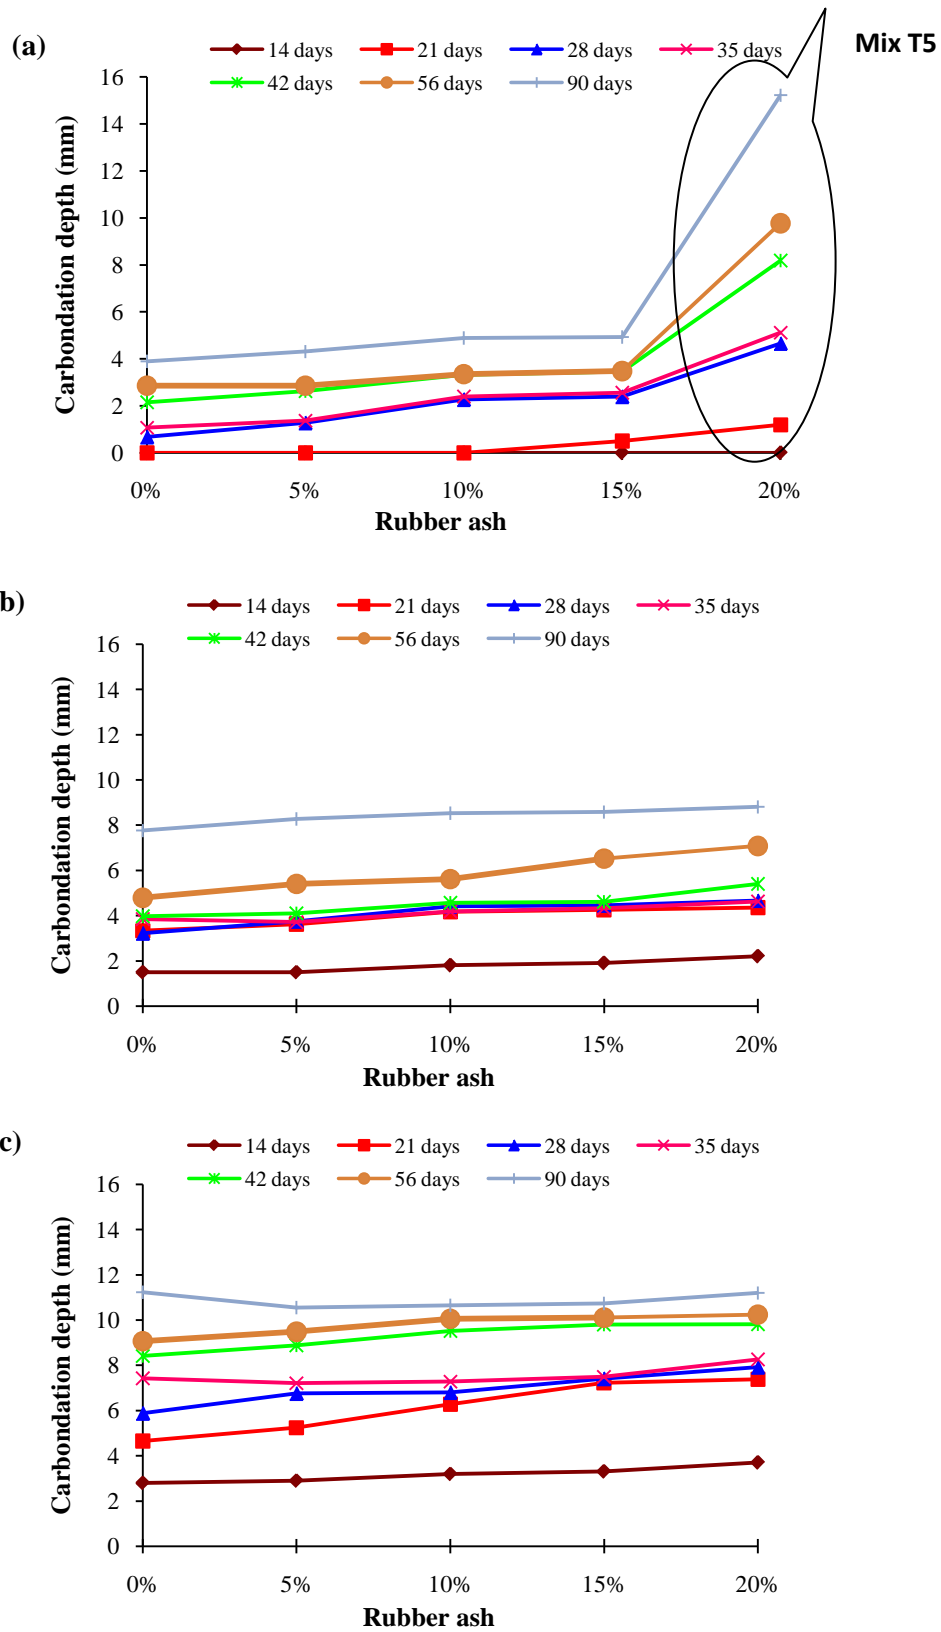 (a)
14 days 21 days 28 days 35 days
Mix T5
42 days 56 days 90 days
Carbondation depth (mm)
16
14
12
10
8
6
4
2
0
0% 5% 10% 15% 20%
Rubber ash
b)
14 days 21 days 28 days 35 days
42 days 56 days 90 days
Carbondation depth (mm)
16
14
12
10
8
6
4
2
0
0% 5% 10% 15% 20%
Rubber ash
c)
14 days 21 days 28 days 35 days
42 days 56 days 90 days
Carbondation depth (mm)
16
14
12
10
8
6
4
2
0
0% 5% 10% 15% 20%
Rubber ash